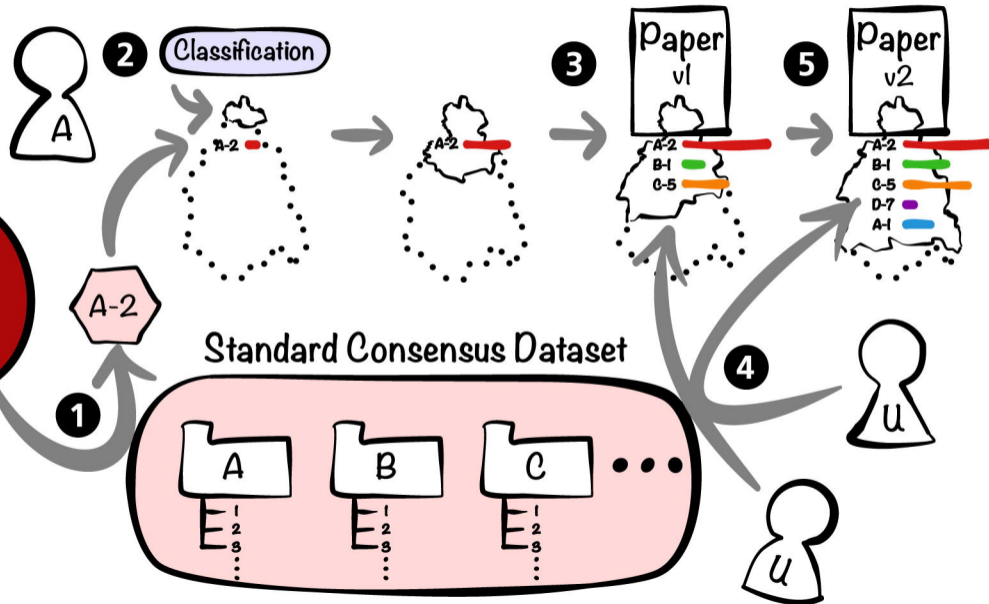 A
2
Classification
A-2
A-2
3
Paper
v1
A-2
B-1
C-5
5
Paper
v2
A-2
B-1
C-5
D-7
A-1
A-2
1
Standard Consensus Dataset
4
A
1
2
3
B
1
2
3
C
1
2
3
U
U